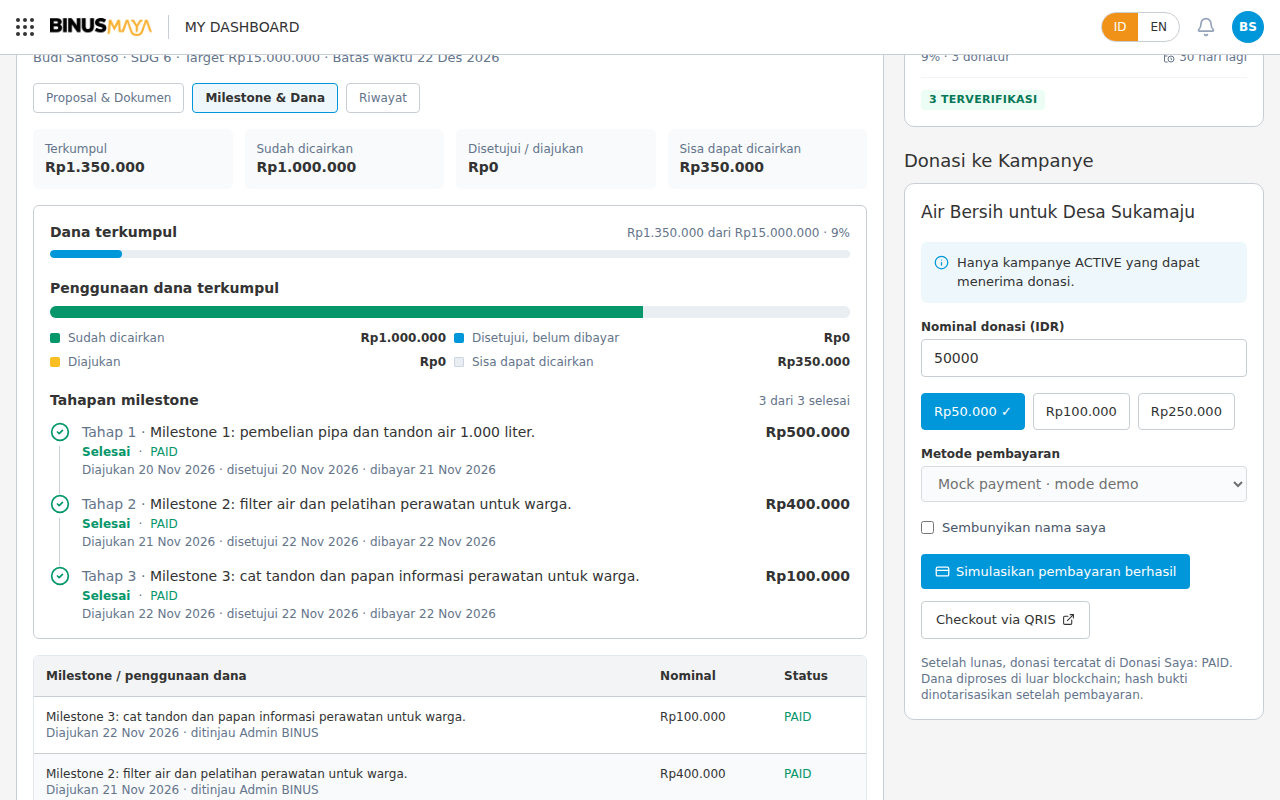 BINUSMAYA
MY DASHBOARD
ID
EN
BS
Budi Santoso · SDG 6 · Target Rp15.000.000 · Batas waktu 22 Des 2026
Proposal & Dokumen
Milestone & Dana
Riwayat
Terkumpul
Rp1.350.000
Sudah dicairkan
Rp1.000.000
Disetujui / diajukan
Rp0
Sisa dapat dicairkan
Rp350.000
Dana terkumpul
Rp1.350.000 dari Rp15.000.000 · 9%
Penggunaan dana terkumpul
Sudah dicairkan
Rp1.000.000
Disetujui, belum dibayar
Rp0
Diajukan
Rp0
Sisa dapat dicairkan
Rp350.000
Tahapan milestone
3 dari 3 selesai
Tahap 1 · Milestone 1: pembelian pipa dan tandon air 1.000 liter.
Rp500.000
Selesai · PAID
Diajukan 20 Nov 2026 · disetujui 20 Nov 2026 · dibayar 21 Nov 2026
Tahap 2 · Milestone 2: filter air dan pelatihan perawatan untuk warga.
Rp400.000
Selesai · PAID
Diajukan 21 Nov 2026 · disetujui 22 Nov 2026 · dibayar 22 Nov 2026
Tahap 3 · Milestone 3: cat tandon dan papan informasi perawatan untuk warga.
Rp100.000
Selesai · PAID
Diajukan 22 Nov 2026 · disetujui 22 Nov 2026 · dibayar 22 Nov 2026
Milestone / penggunaan dana
Nominal
Status
Milestone 3: cat tandon dan papan informasi perawatan untuk warga.
Rp100.000
PAID
Diajukan 22 Nov 2026 · ditinjau Admin BINUS
Milestone 2: filter air dan pelatihan perawatan untuk warga.
Rp400.000
PAID
Diajukan 21 Nov 2026 · ditinjau Admin BINUS
9% · 3 donatur
30 hari lagi
3 TERVERIFIKASI
Donasi ke Kampanye
Air Bersih untuk Desa Sukamaju
Hanya kampanye ACTIVE yang dapat
menerima donasi.
Nominal donasi (IDR)
50000
Rp50.000 ✓
Rp100.000
Rp250.000
Metode pembayaran
Mock payment · mode demo
Sembunyikan nama saya
Simulasikan pembayaran berhasil
Checkout via QRIS
Setelah lunas, donasi tercatat di Donasi Saya: PAID.
Dana diproses di luar blockchain; hash bukti
dinotarisasikan setelah pembayaran.